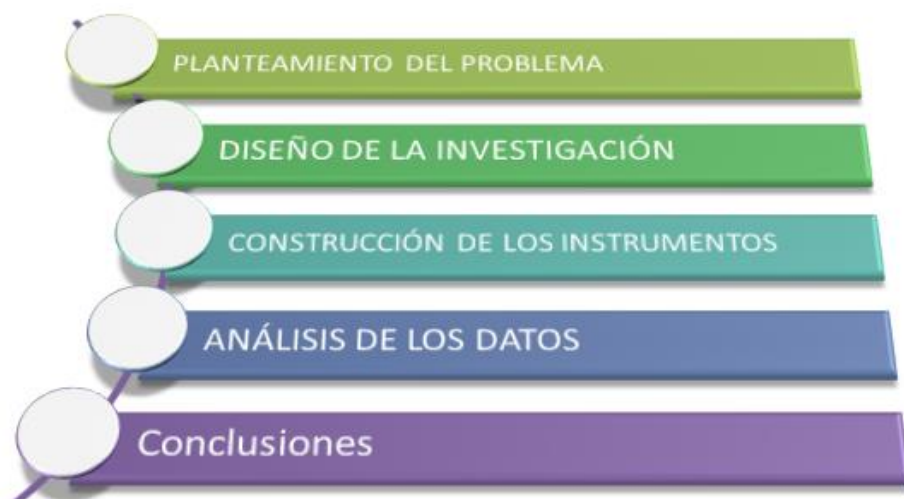 PLANTEAMIENTO DEL PROBLEMA
DISEÑO DE LA INVESTIGACIÓN
CONSTRUCCIÓN DE LOS INSTRUMENTOS
ANÁLISIS DE LOS DATOS
Conclusiones